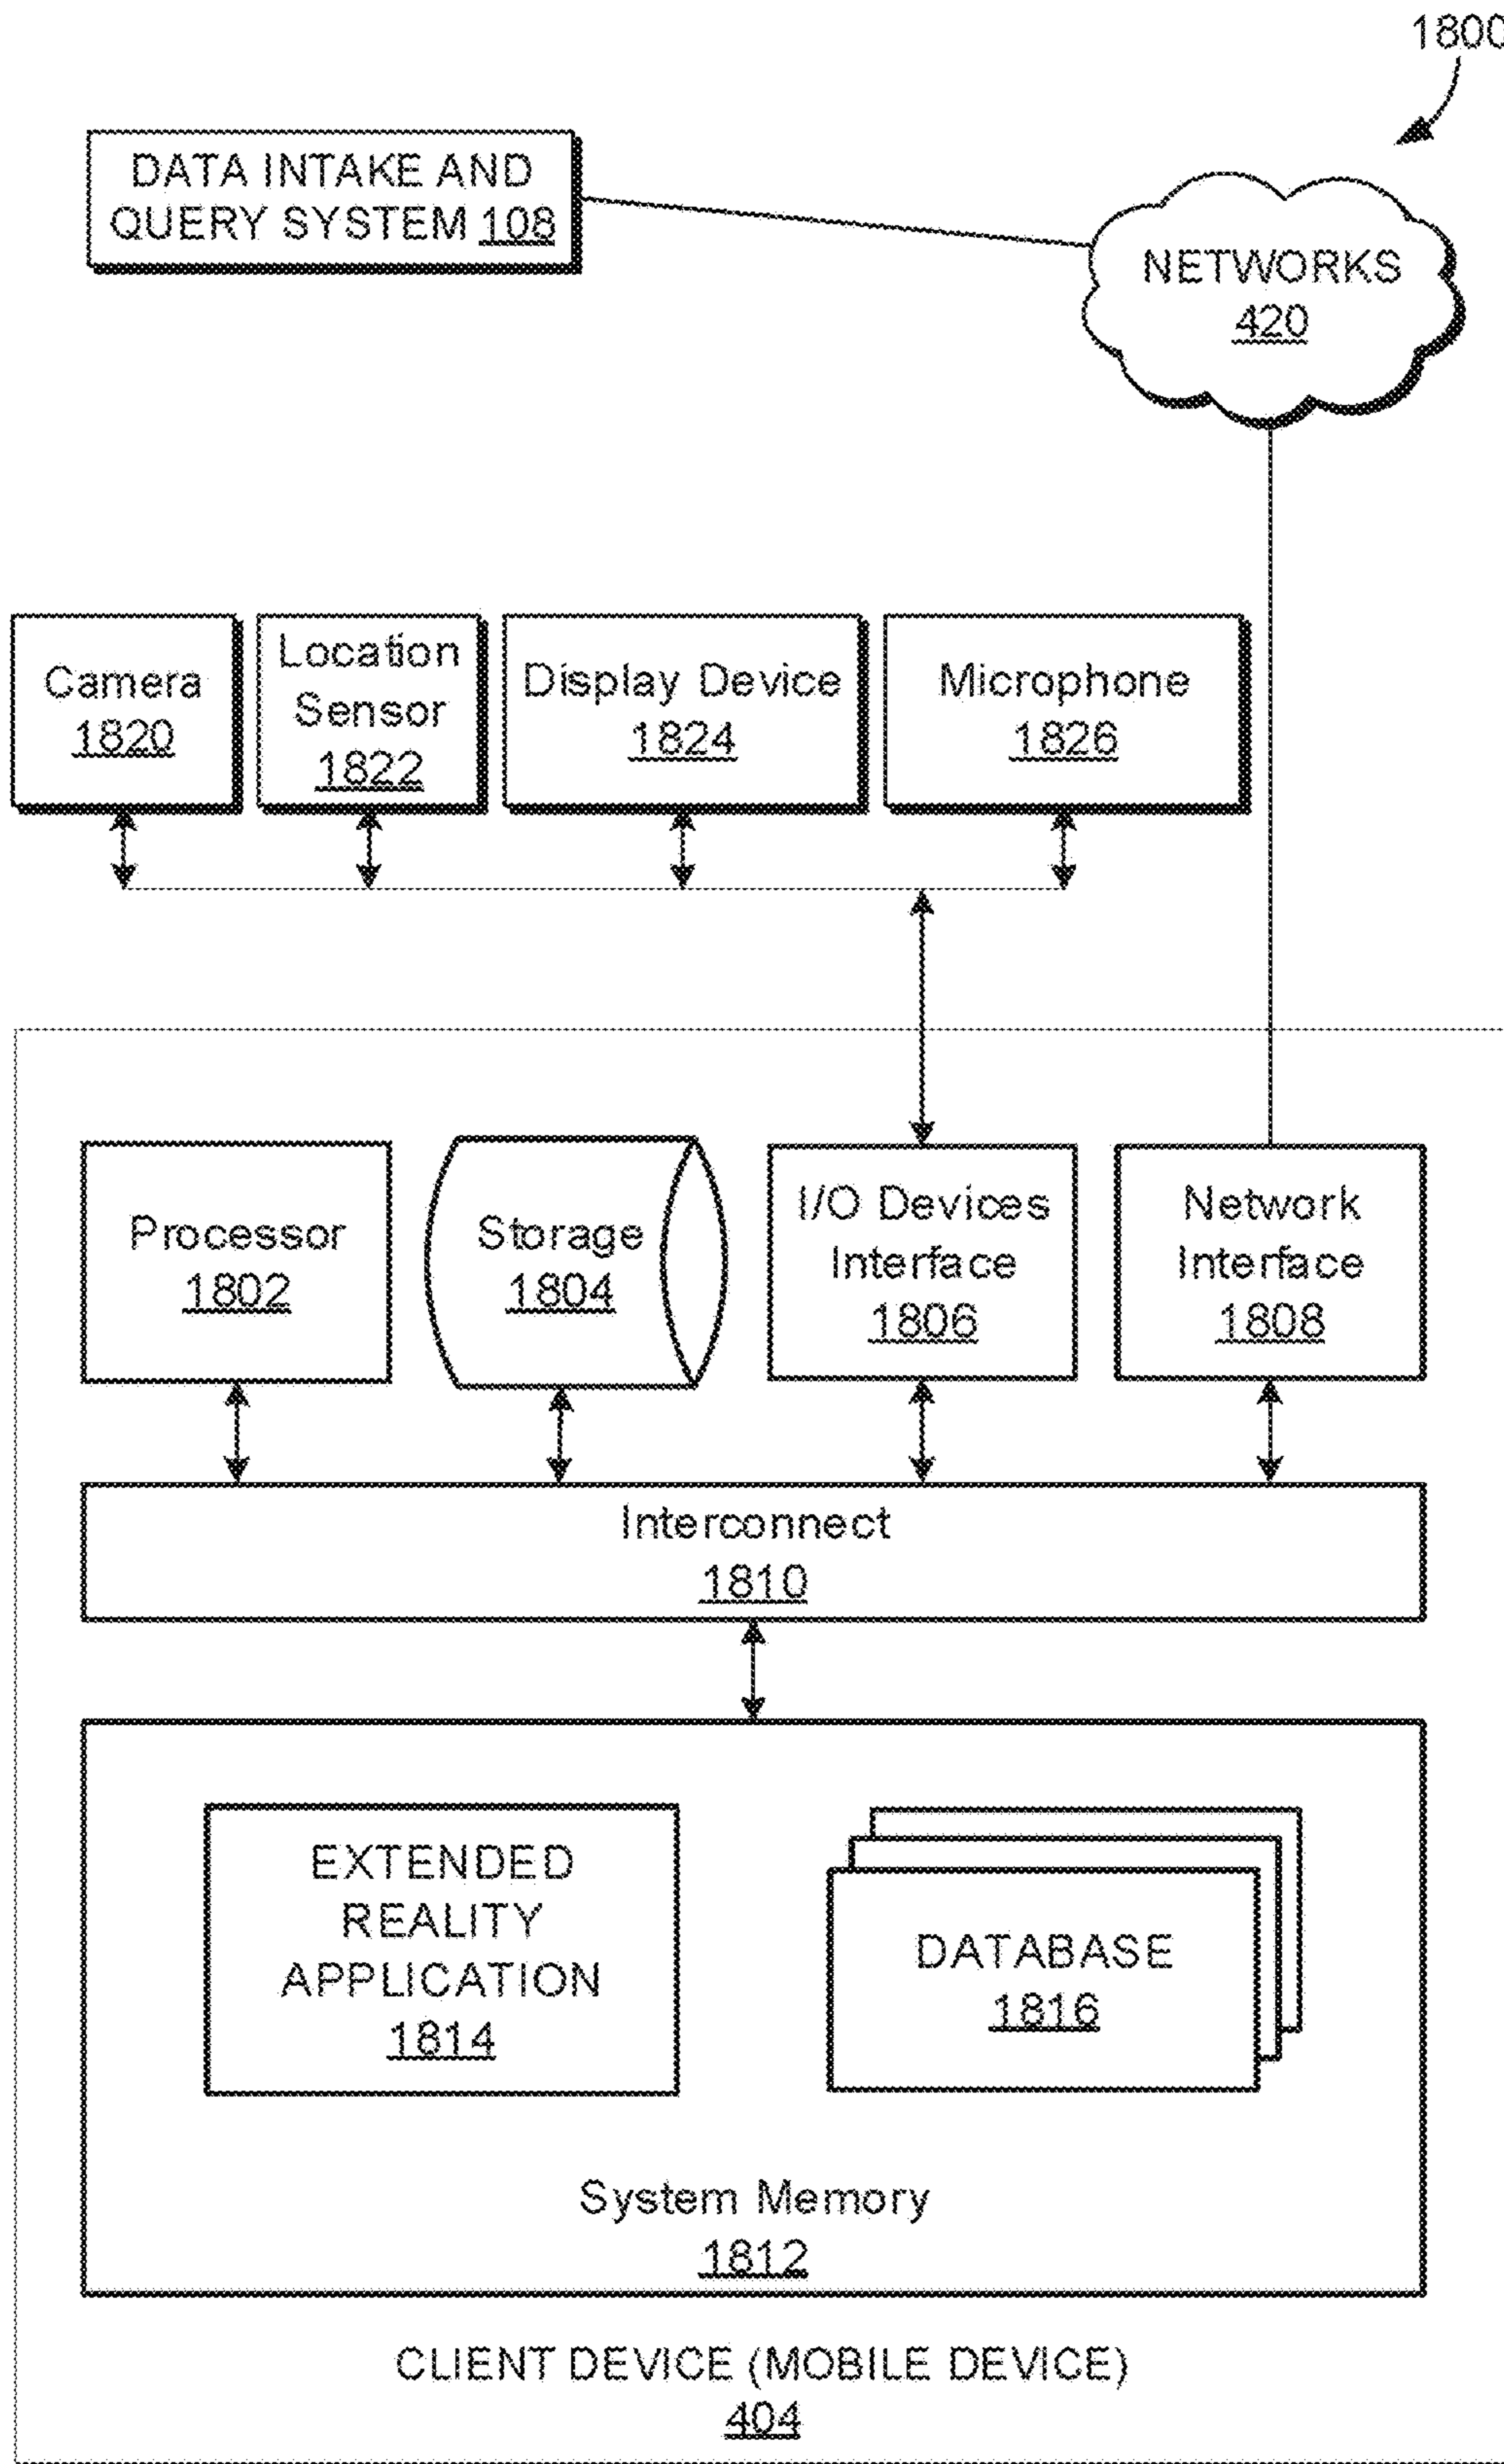 1800
DATA INTAKE AND
QUERY SYSTEM 108
NETWORKS
420
Camera
1820
Location
Sensor
1822
Display Device
1824
Microphone
1826
Processor
1802
Storage
1804
I/O Devices
Interface
1806
Network
Interface
1808
Interconnect
1810
EXTENDED
REALITY
APPLICATION
1814
DATABASE
1816
System Memory
1812
CLIENT DEVICE (MOBILE DEVICE)
404